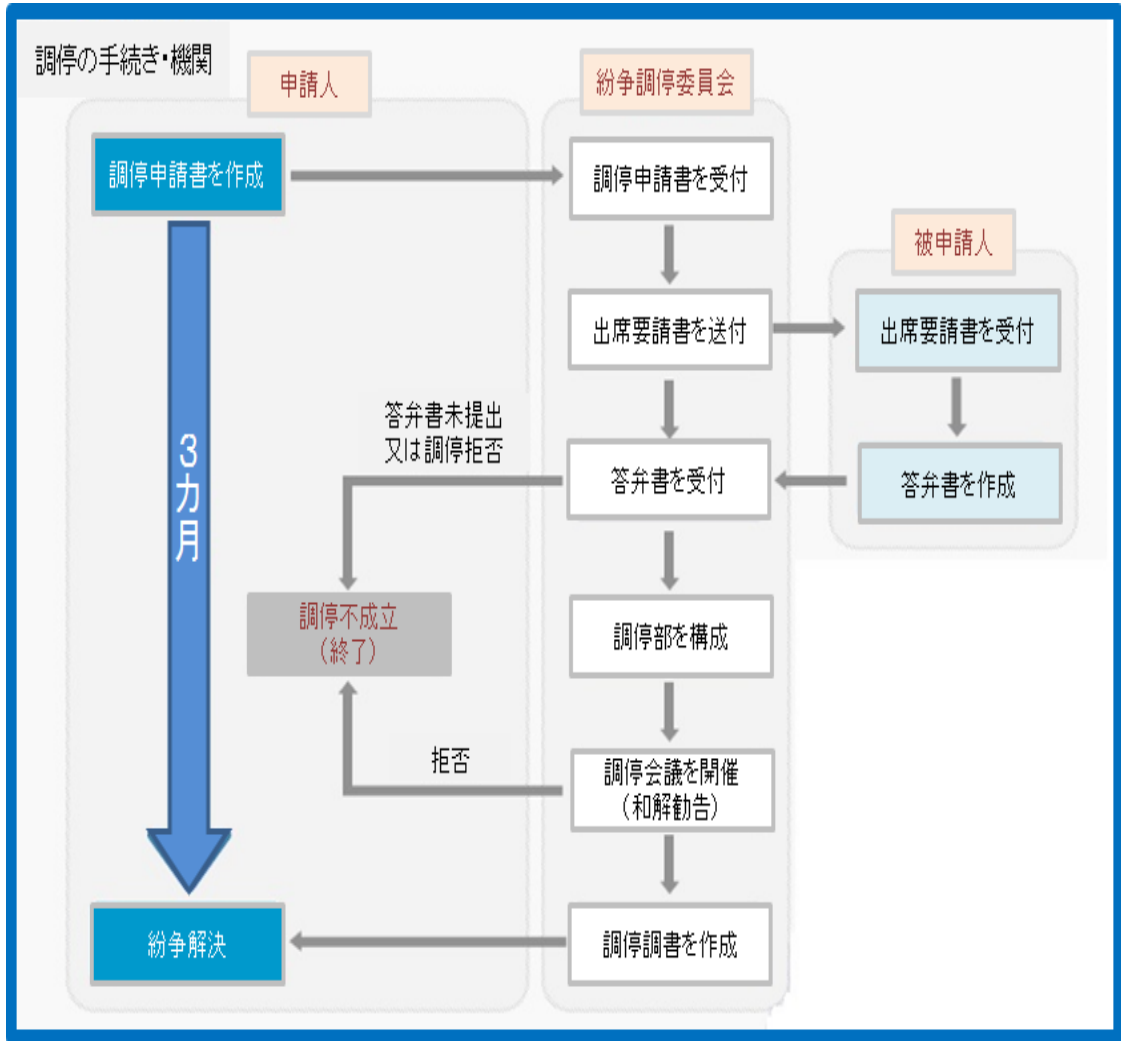 調停の手続き・機関
申請人
紛争調停委員会
調停申請書を作成
調停申請書を受付
被申請人
出席要請書を送付
出席要請書を受付
答弁書未提出
又は調停拒否
3カ月
答弁書を受付
答弁書を作成
調停不成立
(終了)
調停部を構成
拒否
調停会議を開催
(和解勧告)
紛争解決
調停調書を作成